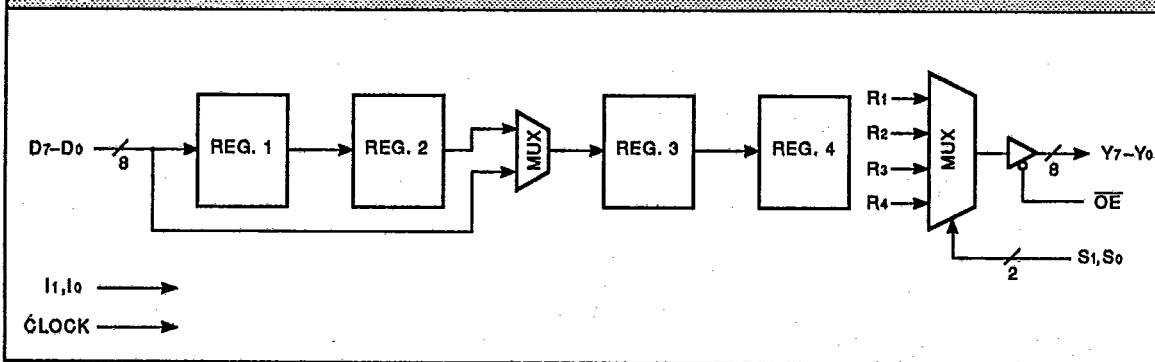 D7–D0
8
REG. 1
REG. 2
MUX
REG. 3
REG. 4
R1
R2
R3
R4
MUX
8
Y7–Y0
OE
S1,S0
2
I1,I0
CLOCK